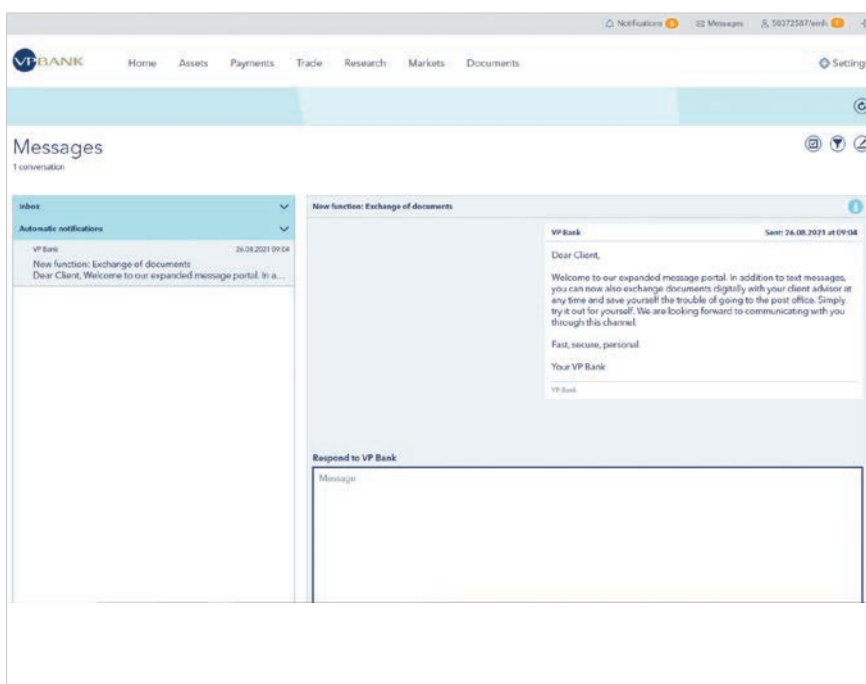 Notifications
Messages
VP BANK
Home Assets Payments Trade Research Markets Documents
Setting
Messages
1 conversation
Inbox
Automatic notifications
VP Bank 26.08.2021 09:04
New function: Exchange of documents
Dear Client, Welcome to our expanded message portal. In a...
New function: Exchange of documents
VP Bank Sent: 26.08.2021 at 09:04
Dear Client,
Welcome to our expanded message portal. In addition to text messages,
you can now also exchange documents digitally with your client advisor at
any time and save yourself the trouble of going to the post office. Simply
try it out for yourself. We are looking forward to communicating with you
through this channel.
Fast, secure, personal.
Your VP Bank
VP Bank
Respond to VP Bank
Message